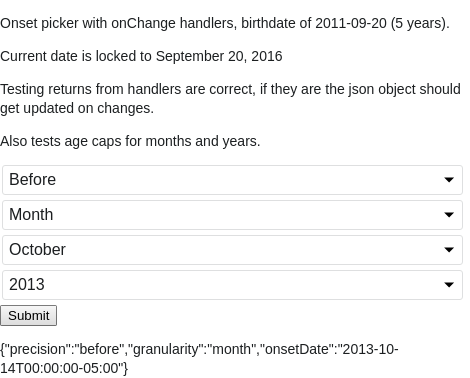 Onset picker with onChange handlers, birthdate of 2011-09-20 (5 years).
Current date is locked to September 20, 2016
Testing returns from handlers are correct, if they are the json object should
get updated on changes.
Also tests age caps for months and years.
Before
Month
October
2013
Submit
{"precision":"before","granularity":"month","onsetDate":"2013-10-
14T00:00:00-05:00"}